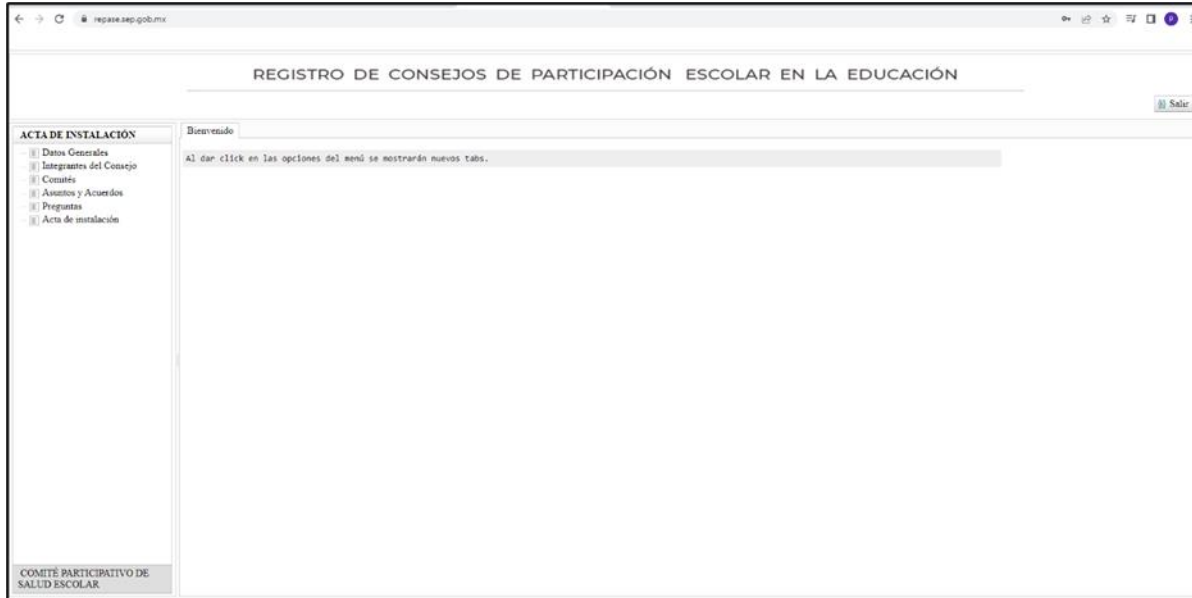 repase.sep.gob.mx
REGISTRO DE CONSEJOS DE PARTICIPACIÓN ESCOLAR EN LA EDUCACIÓN
Salir
ACTA DE INSTALACIÓN
Datos Generales
Integrantes del Consejo
Comités
Asuntos y Acuerdos
Preguntas
Acta de instalación
Bienvenido
Al dar click en las opciones del menú se mostrarán nuevos tabs.
COMITÉ PARTICIPATIVO DE
SALUD ESCOLAR